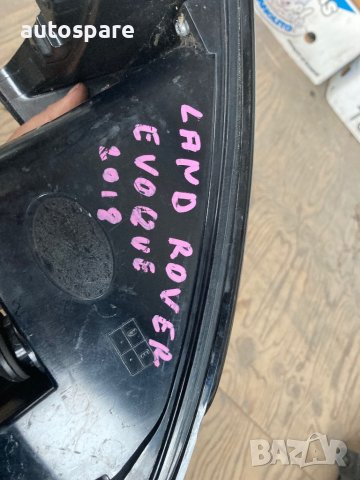 autospare
LAND ROVER
EVOQUE
2018
BAZAR